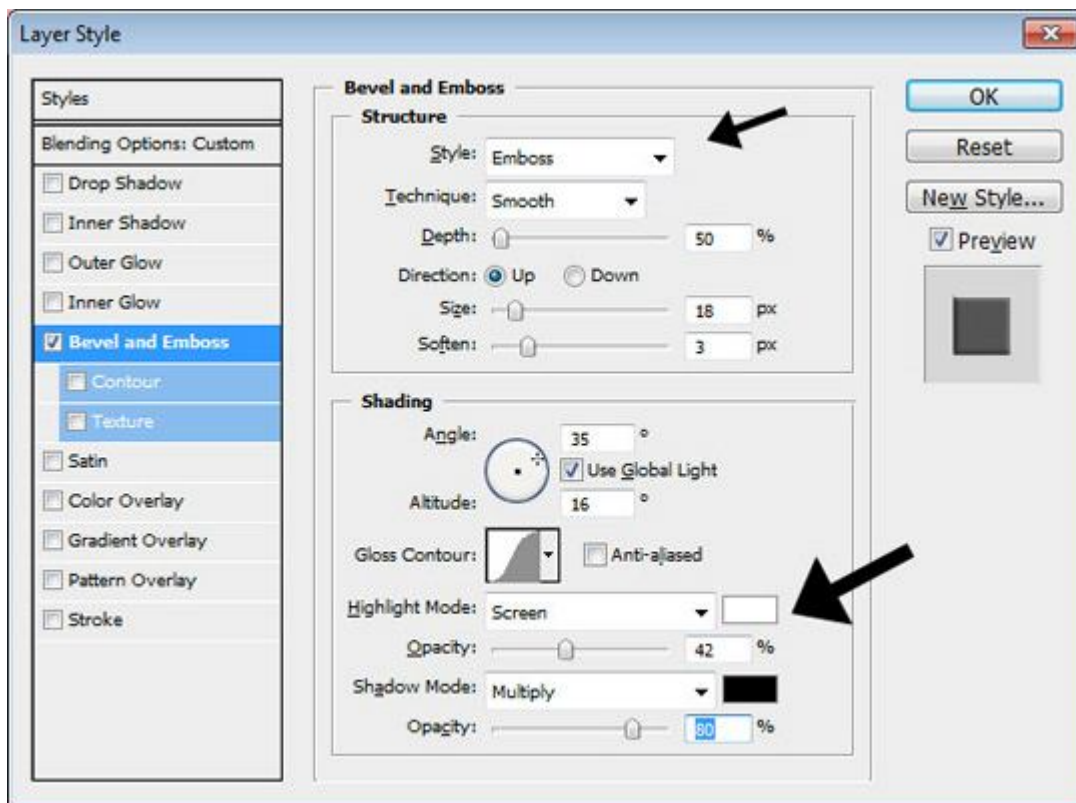 Layer Style
Styles
Blending Options: Custom
Drop Shadow
Inner Shadow
Outer Glow
Inner Glow
Bevel and Emboss
Contour
Texture
Satin
Color Overlay
Gradient Overlay
Pattern Overlay
Stroke
Bevel and Emboss
Structure
Style: Emboss
Technique: Smooth
Depth: 50 %
Direction: Up Down
Size: 18 px
Soften: 3 px
Shading
Angle: 35 °
Use Global Light
Altitude: 16 °
Gloss Contour: Anti-aliased
Highlight Mode: Screen
Opacity: 42 %
Shadow Mode: Multiply
Opacity: 80 %
OK
Reset
New Style...
Preview